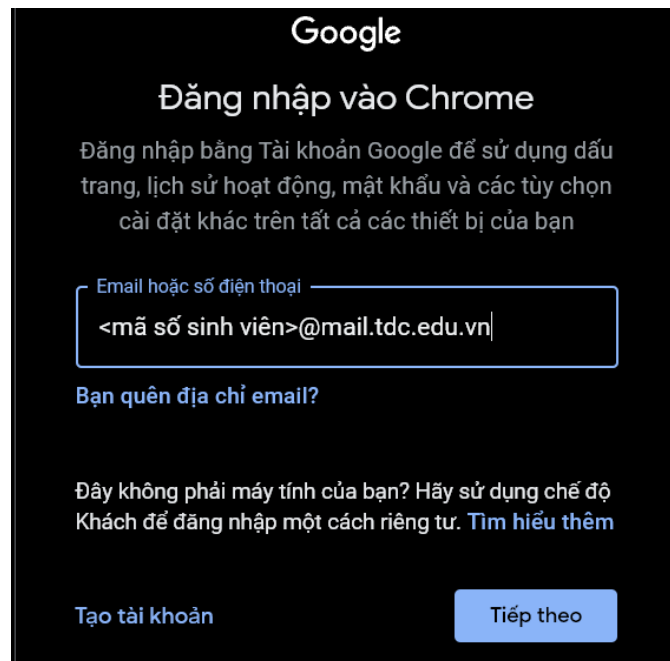 Google
Đăng nhập vào Chrome
Đăng nhập bằng Tài khoản Google để sử dụng dấu
trang, lịch sử hoạt động, mật khẩu và các tùy chọn
cài đặt khác trên tất cả các thiết bị của bạn
Email hoặc số điện thoại
<mã số sinh viên>@mail.tdc.edu.vn
Bạn quên địa chỉ email?
Đây không phải máy tính của bạn? Hãy sử dụng chế độ
Khách để đăng nhập một cách riêng tư. Tìm hiểu thêm
Tạo tài khoản
Tiếp theo